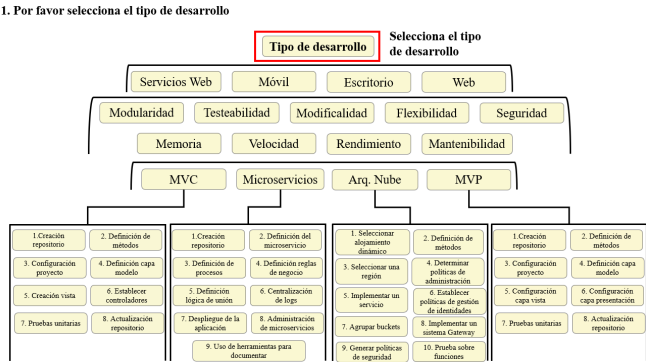 1. Por favor selecciona el tipo de desarrollo
Tipo de desarrollo
Selecciona el tipo
de desarrollo
Servicios Web
Móvil
Escritorio
Web
Modularidad
Testeabilidad
Modificalidad
Flexibilidad
Seguridad
Memoria
Velocidad
Rendimiento
Mantenibilidad
MVC
Microservicios
Arq. Nube
MVP
1.Creación
repositorio
2. Definición de
métodos
3. Configuración
proyecto
4. Definición capa
modelo
5. Creación vista
6. Establecer
controladores
7. Pruebas unitarias
8. Actualización
repositorio
1.Creación
repositorio
2. Definición del
microservicio
3. Definición de
procesos
4. Definición reglas
de negocio
5. Definición
lógica de unión
6. Centralización
de logs
7. Despliegue de la
aplicación
8. Administración
de microservicios
9. Uso de herramientas para
documentar
1. Seleccionar
alojamiento
dinámico
2. Definición de
métodos
3. Seleccionar una
región
4. Determinar
políticas de
administración
5. Implementar un
servicio
6. Establecer
políticas de gestión
de identidades
7. Agrupar buckets
8. Implementar un
sistema Gateway
9. Generar políticas
de seguridad
10. Prueba sobre
funciones
1.Creación
repositorio
2. Definición de
métodos
3. Configuración
proyecto
4. Definición capa
modelo
5. Configuración
capa vista
6. Configuración
capa presentación
7. Pruebas unitarias
8. Actualización
repositorio